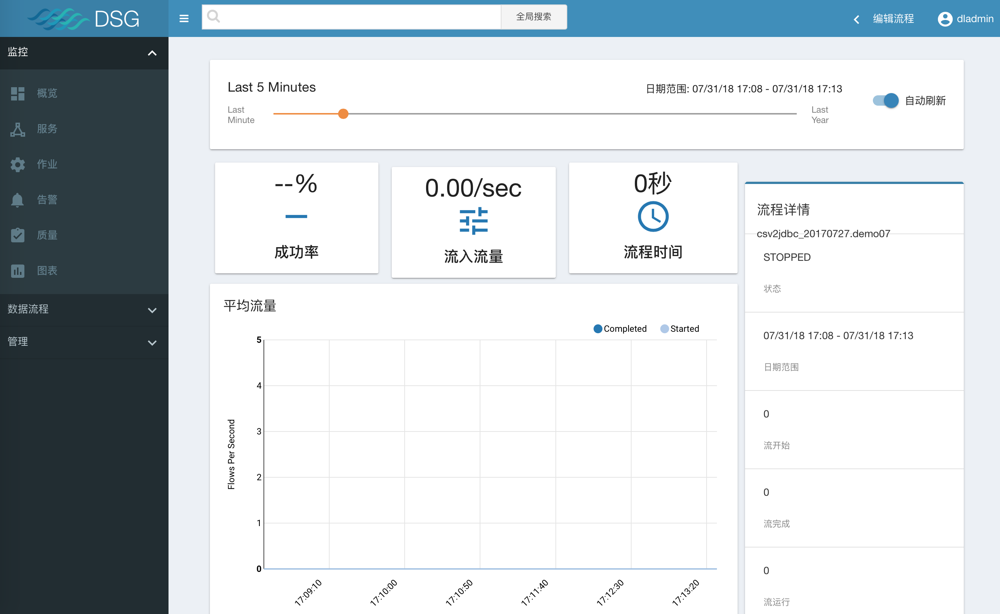 DSG
全局搜索
编辑流程
dladmin
监控
概览
服务
作业
告警
质量
图表
数据流程
管理
Last 5 Minutes
日期范围: 07/31/18 17:08 - 07/31/18 17:13
Last
Minute
Last
Year
自动刷新
--%
成功率
0.00/sec
流入流量
0秒
流程时间
平均流量
Completed
Started
Flows Per Second
5
4
3
2
1
0
17:09:10
17:10:00
17:10:50
17:11:40
17:12:30
17:13:20
流程详情
csv2jdbc_20170727.demo07
STOPPED
状态
07/31/18 17:08 - 07/31/18 17:13
日期范围
0
流开始
0
流完成
0
流运行